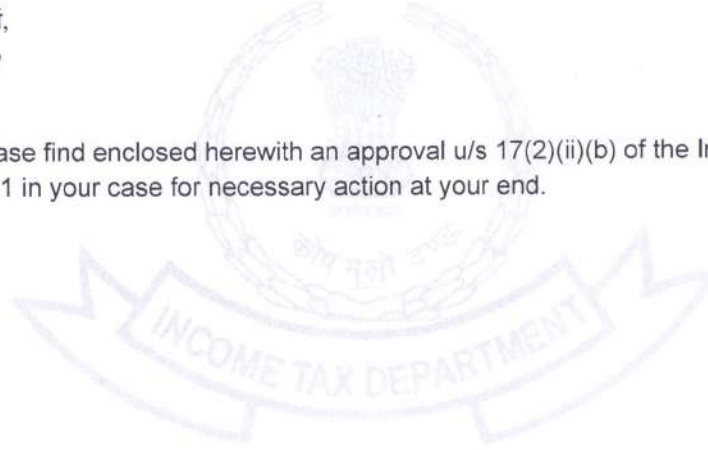 ase find enclosed herewith an approval u/s 17(2)(ii)(b) of the I
1 in your case for necessary action at your end.
कोष मूलो दण्ड
INCOME TAX DEPARTMENT